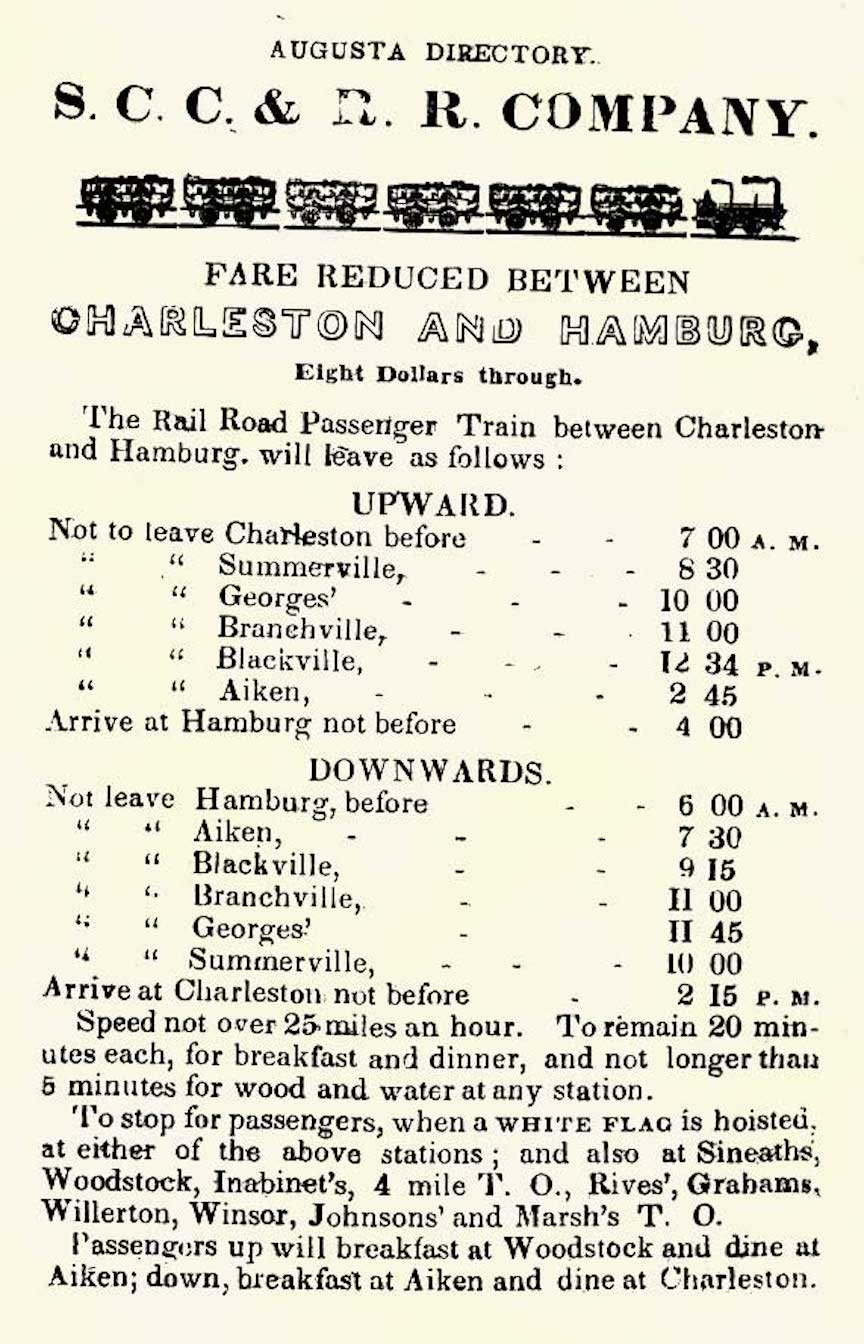 AUGUSTA DIRECTORY.
S. C. C. & R. R. COMPANY.
FARE REDUCED BETWEEN
CHARLESTON AND HAMBURG,
Eight Dollars through.
The Rail Road Passenger Train between Charleston
and Hamburg. will leave as follows :
UPWARD.
Not to leave Charleston before - - 7 00 A. M.
" " Summerville, - - - 8 30
" " Georges' - - - 10 00
" " Branchville, - - - 11 00
" " Blackville, - - - 12 34 P. M.
" " Aiken, - - - 2 45
Arrive at Hamburg not before - - 4 00
DOWNWARDS.
Not leave Hamburg, before - - 6 00 A. M.
" " Aiken, - - - 7 30
" " Blackville, - - 9 15
" " Branchville, - - 11 00
" " Georges' - 11 45
" " Summerville, - - - 10 00
Arrive at Charleston not before - 2 15 P. M.
Speed not over 25 miles an hour. To remain 20 min-
utes each, for breakfast and dinner, and not longer than
5 minutes for wood and water at any station.
To stop for passengers, when a WHITE FLAG is hoisted,
at either of the above stations ; and also at Sineaths,
Woodstock, Inabinet's, 4 mile T. O., Rives', Grahams,
Willerton, Winsor, Johnsons' and Marsh's T. O.
Passengers up will breakfast at Woodstock and dine at
Aiken; down, breakfast at Aiken and dine at Charleston.